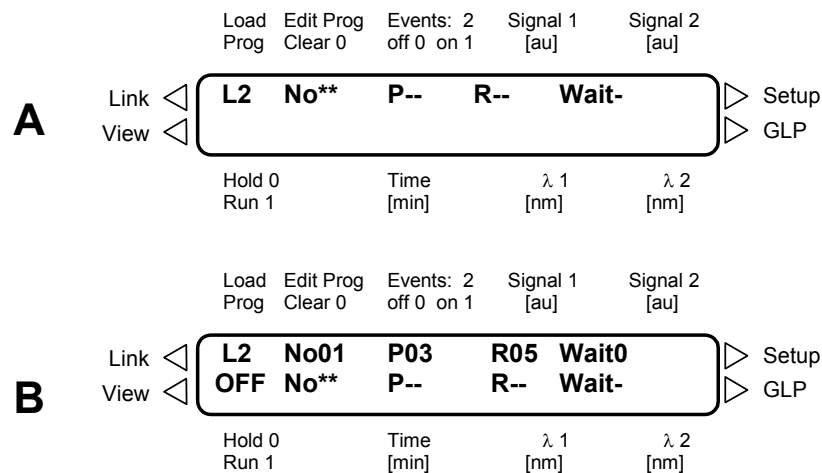 Load Edit Prog Events: 2 Signal 1 Signal 2
Prog Clear 0 off 0 on 1 [au] [au]
A
Link L2 No** P-- R-- Wait- Setup
View GLP
Hold 0 Time λ 1 λ 2
Run 1 [min] [nm] [nm]
Load Edit Prog Events: 2 Signal 1 Signal 2
Prog Clear 0 off 0 on 1 [au] [au]
B
Link L2 No01 P03 R05 Wait0 Setup
View OFF No** P-- R-- Wait- GLP
Hold 0 Time λ 1 λ 2
Run 1 [min] [nm] [nm]